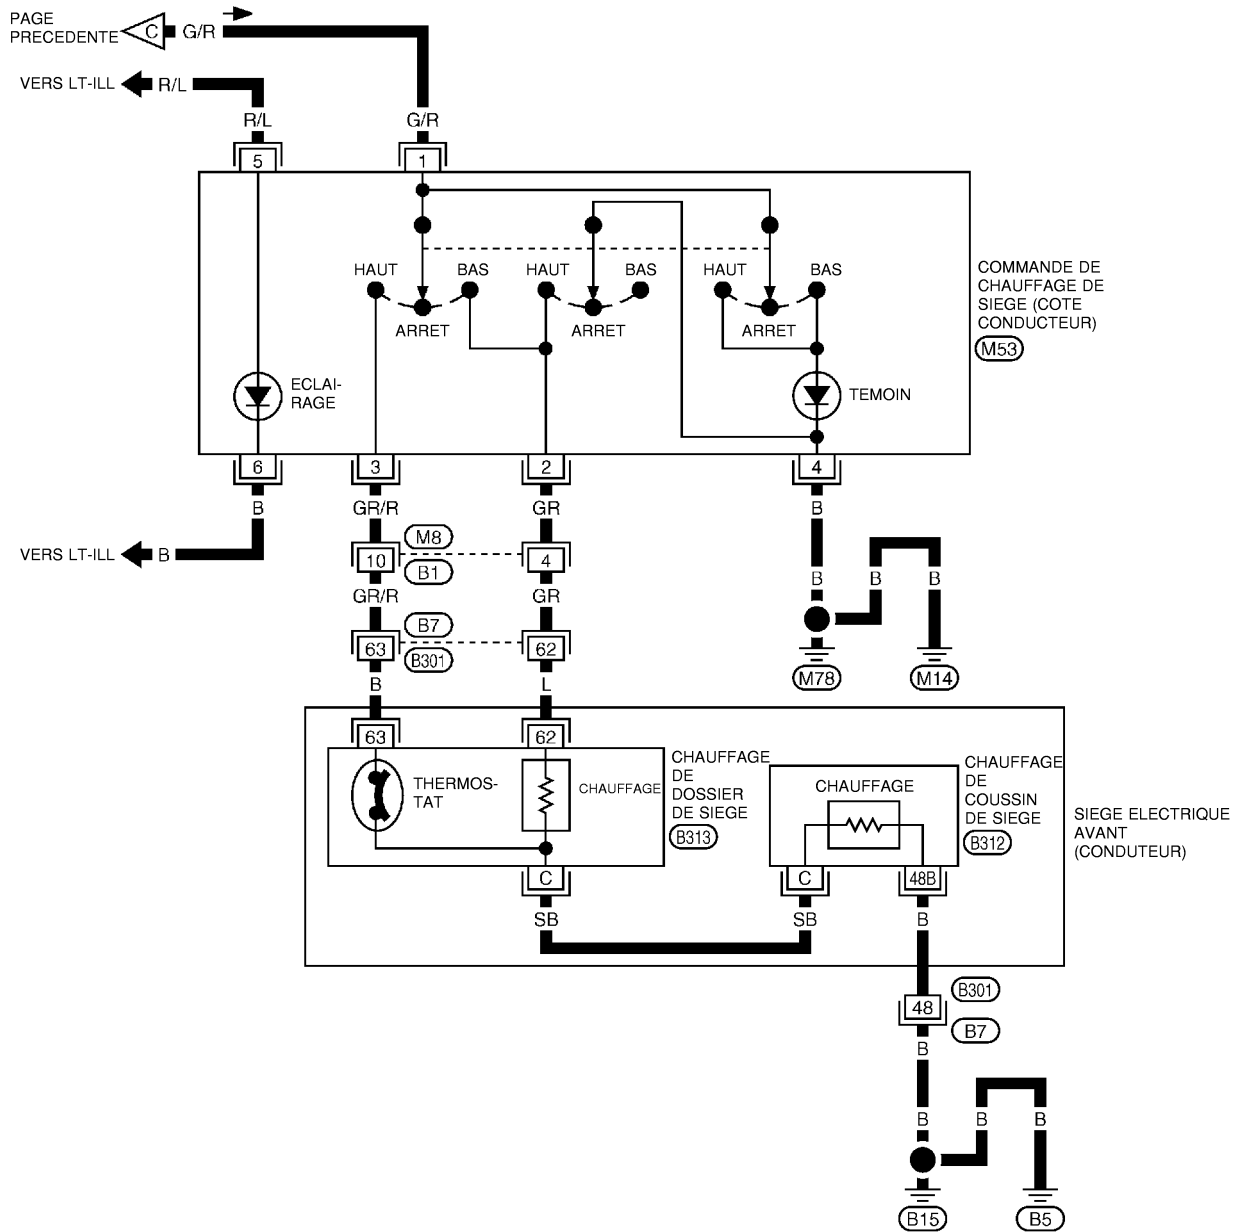 PAGE
PRECEDENTE C G/R
VERS LT-ILL R/L
R/L G/R
5 1
HAUT BAS HAUT BAS HAUT BAS
ARRET ARRET ARRET
COMMANDE DE
CHAUFFAGE DE
SIEGE (COTE
CONDUCTEUR)
M53
ECLAI-
RAGE
TEMOIN
6 3 2 4
B GR/R GR B
VERS LT-ILL B
M8
10 4
B1
B B B
GR/R GR
B7
63 62
B301
M78 M14
B L
63 62
THERMOS-
TAT
CHAUFFAGE
CHAUFFAGE
DE
DOSSIER
DE SIEGE
B313
CHAUFFAGE
CHAUFFAGE
DE
COUSSIN
DE SIEGE
B312
SIEGE ELECTRIQUE
AVANT
(CONDUTEUR)
C C 48B
SB SB B
B301
48
B7
B
B B B
B15 B5